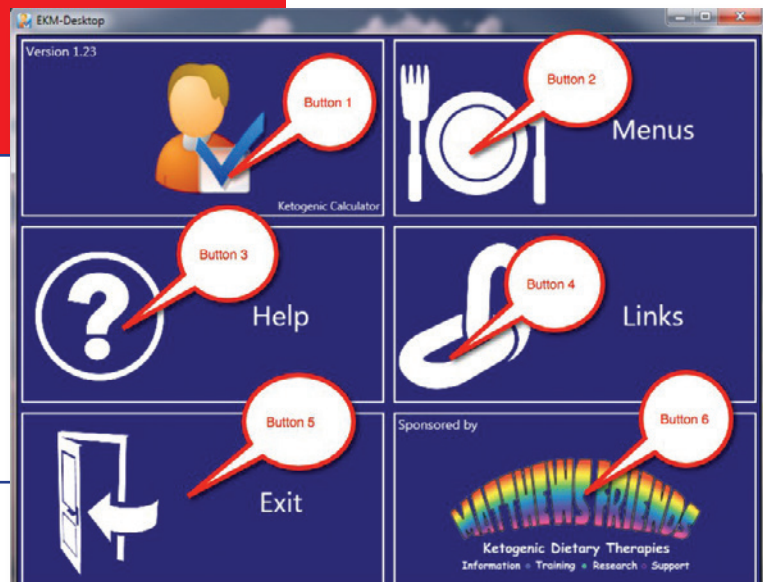 EKM-Desktop
Version 1.23
Button 1
Ketogenic Calculator
Button 2
Menus
Button 3
Help
Button 4
Links
Button 5
Exit
Sponsored by
Button 6
MATTHEWS FRIENDS
Ketogenic Dietary Therapies
Information Training Research Support